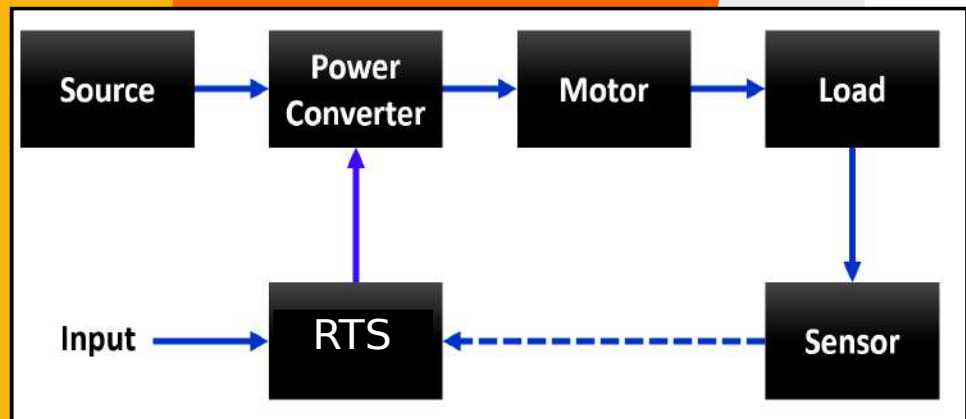 Source
Power
Converter
Motor
Load
Input
RTS
Sensor